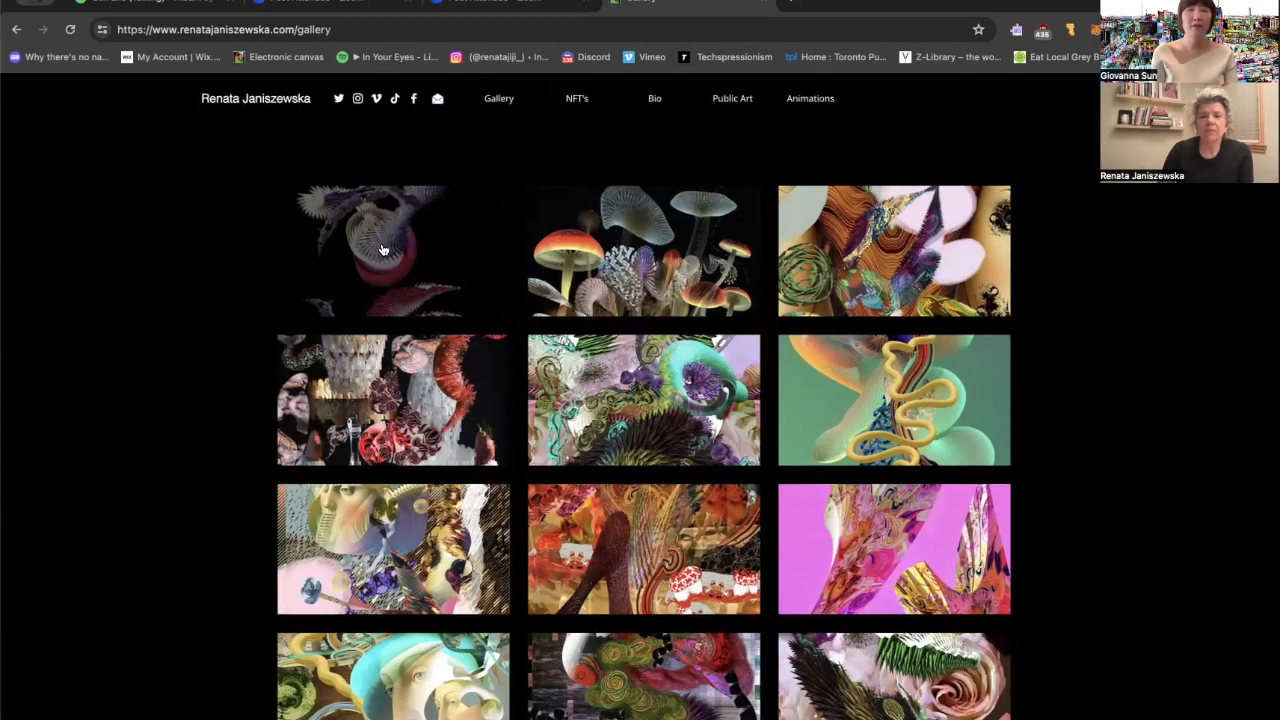 https://www.renatajaniszewska.com/gallery
436
Why there's no na...
My Account | Wix....
Electronic canvas
► In Your Eyes - Li...
(@renatajiji_) • In...
Discord
Vimeo
Techspressionism
Home : Toronto Pu...
Z-Library – the wo...
Eat Local Grey B
Giovanna Sun
Renata Janiszewska
Renata Janiszewska
Gallery
NFT's
Bio
Public Art
Animations